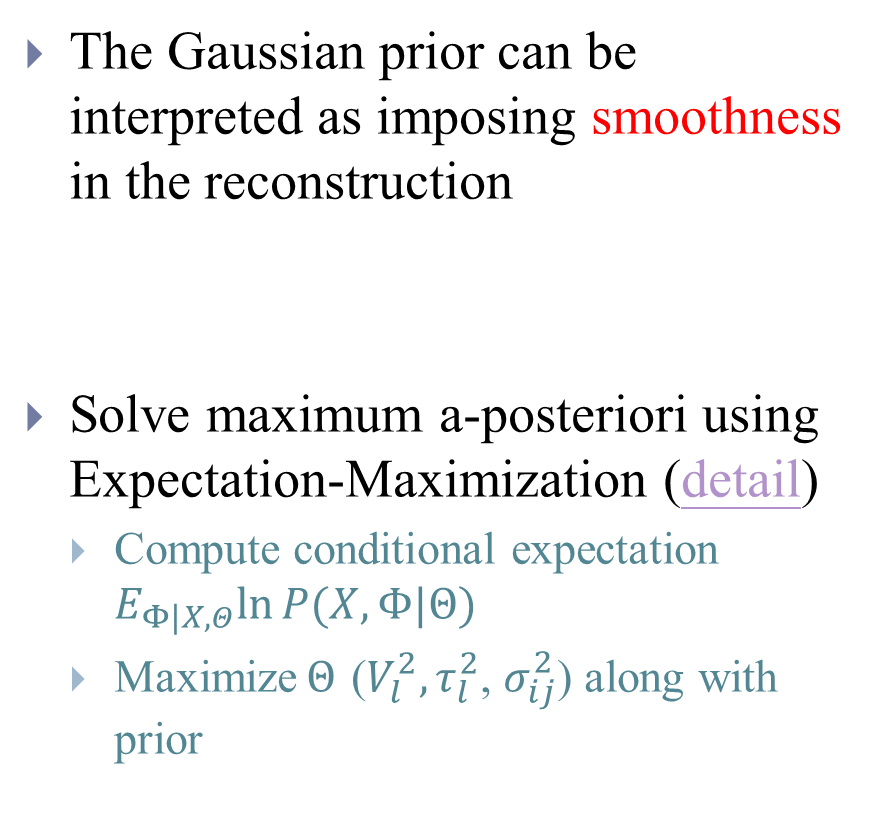 The Gaussian prior can be
interpreted as imposing smoothness
in the reconstruction
Solve maximum a-posteriori using
Expectation-Maximization (detail)
Compute conditional expectation
$E_{\Phi|X,\Theta} \ln P(X, \Phi|\Theta)$
Maximize Θ ($V_l^2, \tau_l^2, \sigma_{ij}^2$) along with
prior